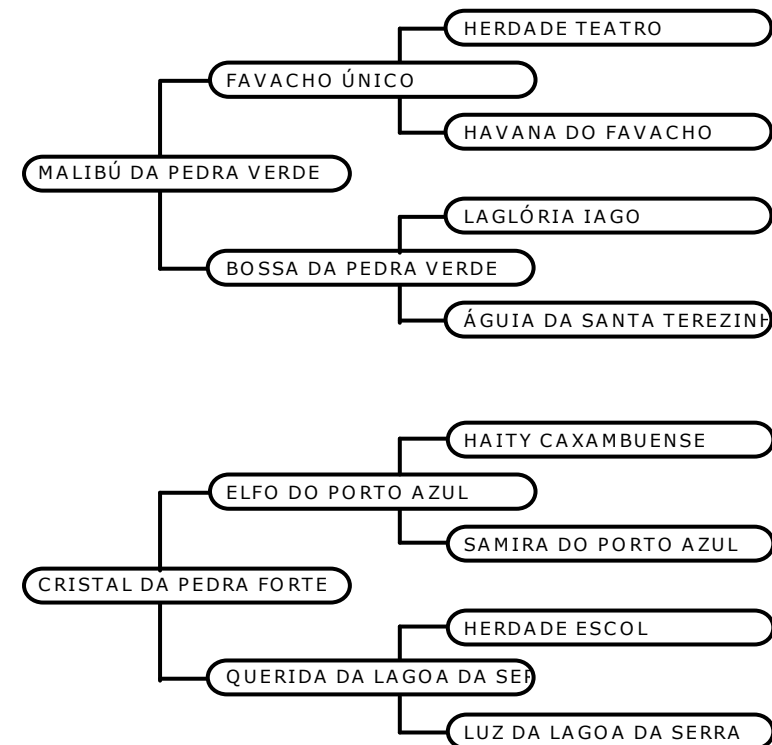 HERDADE TEATRO
FAVACHO ÚNICO
HAVANA DO FAVACHO
MALIBÚ DA PEDRA VERDE
LAGLÓRIA IAGO
BOSSA DA PEDRA VERDE
ÁGUIA DA SANTA
HAITY CAXAMBUENSE
ELFO DO PORTO AZUL
SAMIRA DO PORTO AZUL
CRISTAL DA PEDRA FORTE
HERDADE ESCOL
QUERIDA DA LAGOA DA
LUZ DA LAGOA DA SERRA